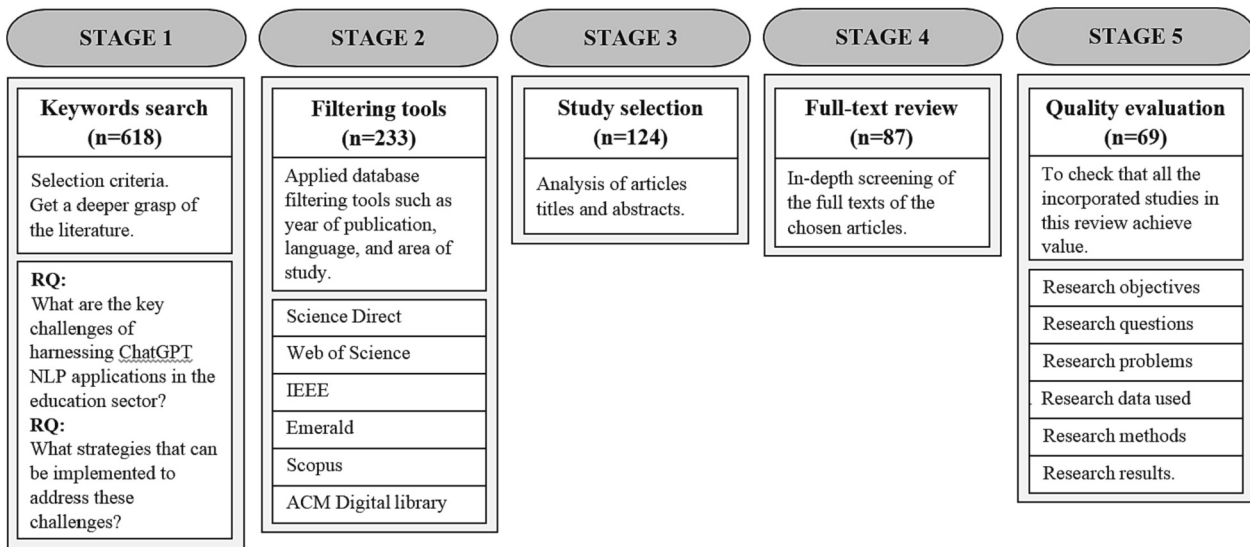 STAGE 1
Keywords search
(n=618)
Selection criteria.
Get a deeper grasp of
the literature.
RQ:
What are the key
challenges of
harnessing ChatGPT
NLP applications in the
education sector?
RQ:
What strategies that can
be implemented to
address these
challenges?
STAGE 2
Filtering tools
(n=233)
Applied database
filtering tools such as
year of publication,
language, and area of
study.
Science Direct
Web of Science
IEEE
Emerald
Scopus
ACM Digital library
STAGE 3
Study selection
(n=124)
Analysis of articles
titles and abstracts.
STAGE 4
Full-text review
(n=87)
In-depth screening of
the full texts of the
chosen articles.
STAGE 5
Quality evaluation
(n=69)
To check that all the
incorporated studies in
this review achieve
value.
Research objectives
Research questions
Research problems
Research data used
Research methods
Research results.